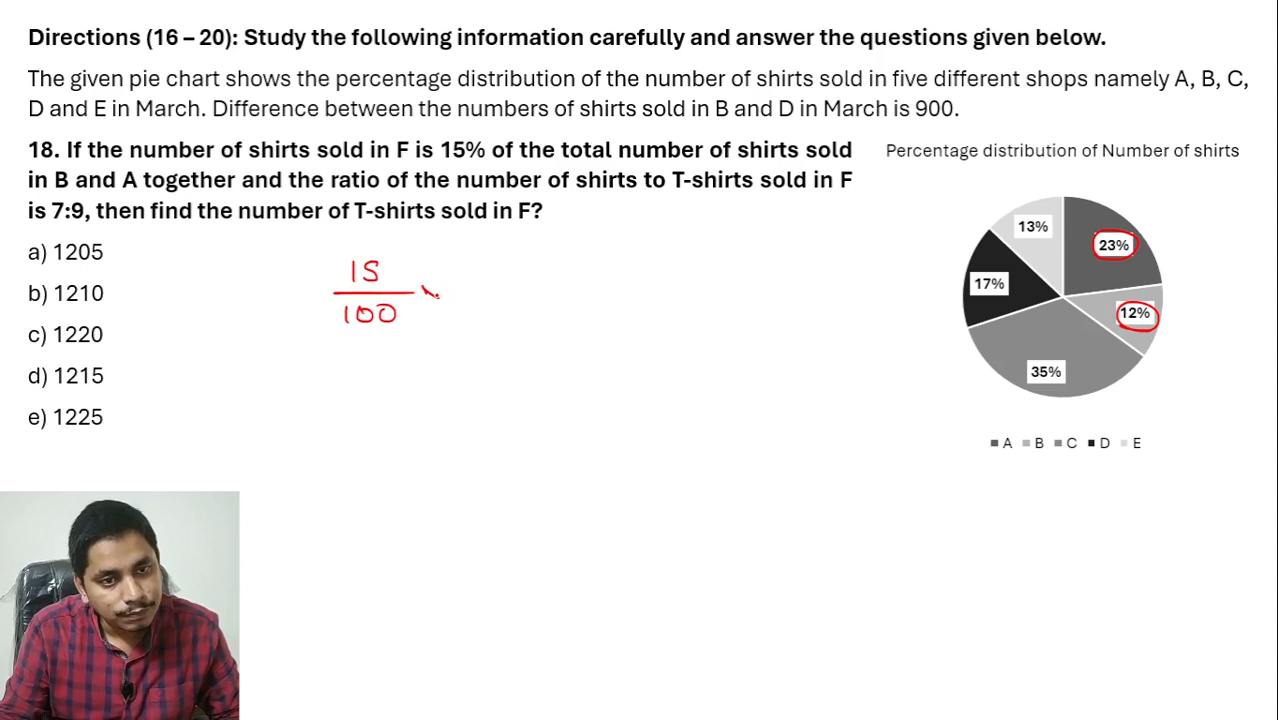 Directions (16 – 20): Study the following information carefully and answer the questions given below.
The given pie chart shows the percentage distribution of the number of shirts sold in five different shops namely A, B, C,
D and E in March. Difference between the numbers of shirts sold in B and D in March is 900.
18. If the number of shirts sold in F is 15% of the total number of shirts sold
in B and A together and the ratio of the number of shirts to T-shirts sold in F
is 7:9, then find the number of T-shirts sold in F?
a) 1205
b) 1210
c) 1220
d) 1215
e) 1225
15
100
Percentage distribution of Number of shirts
13%
23%
17%
12%
35%
A B C D E